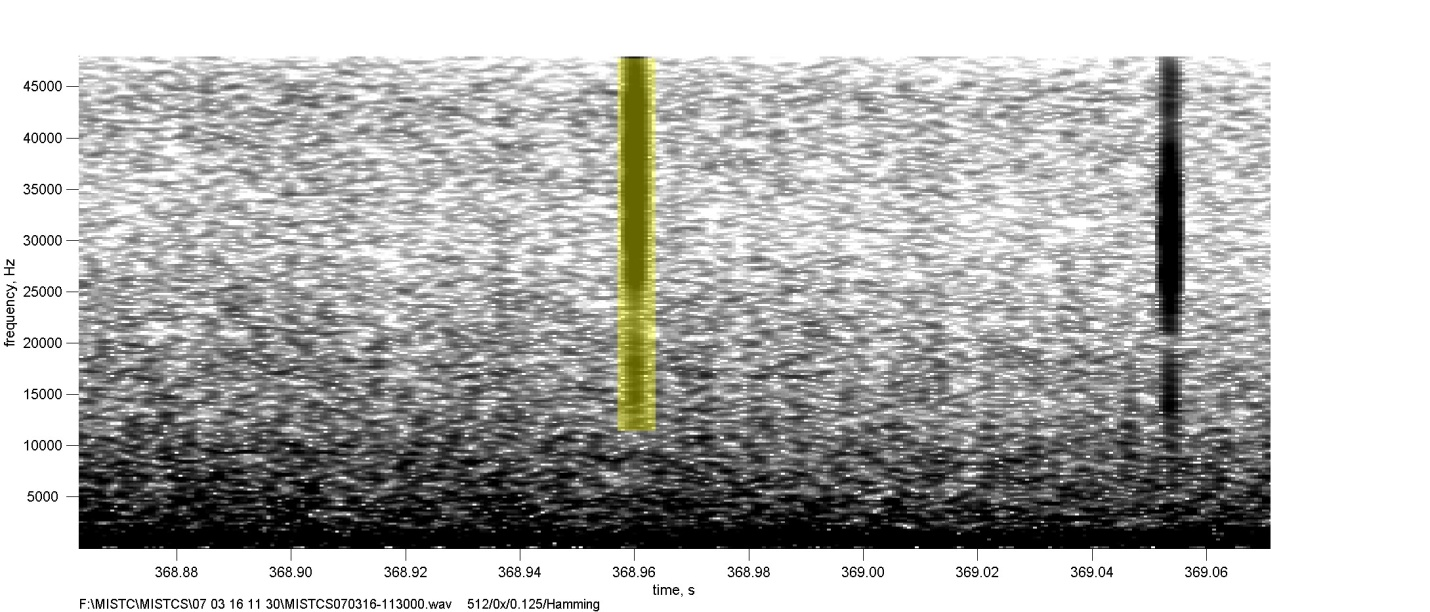 frequency, Hz
45000
40000
35000
30000
25000
20000
15000
10000
5000
368.88 368.90 368.92 368.94 368.96 368.98 369.00 369.02 369.04 369.06
time, s
F:\MISTC\MISTCS\07 03 16 11 30\MISTCS070316-113000.wav 512/0x/0.125/Hamming